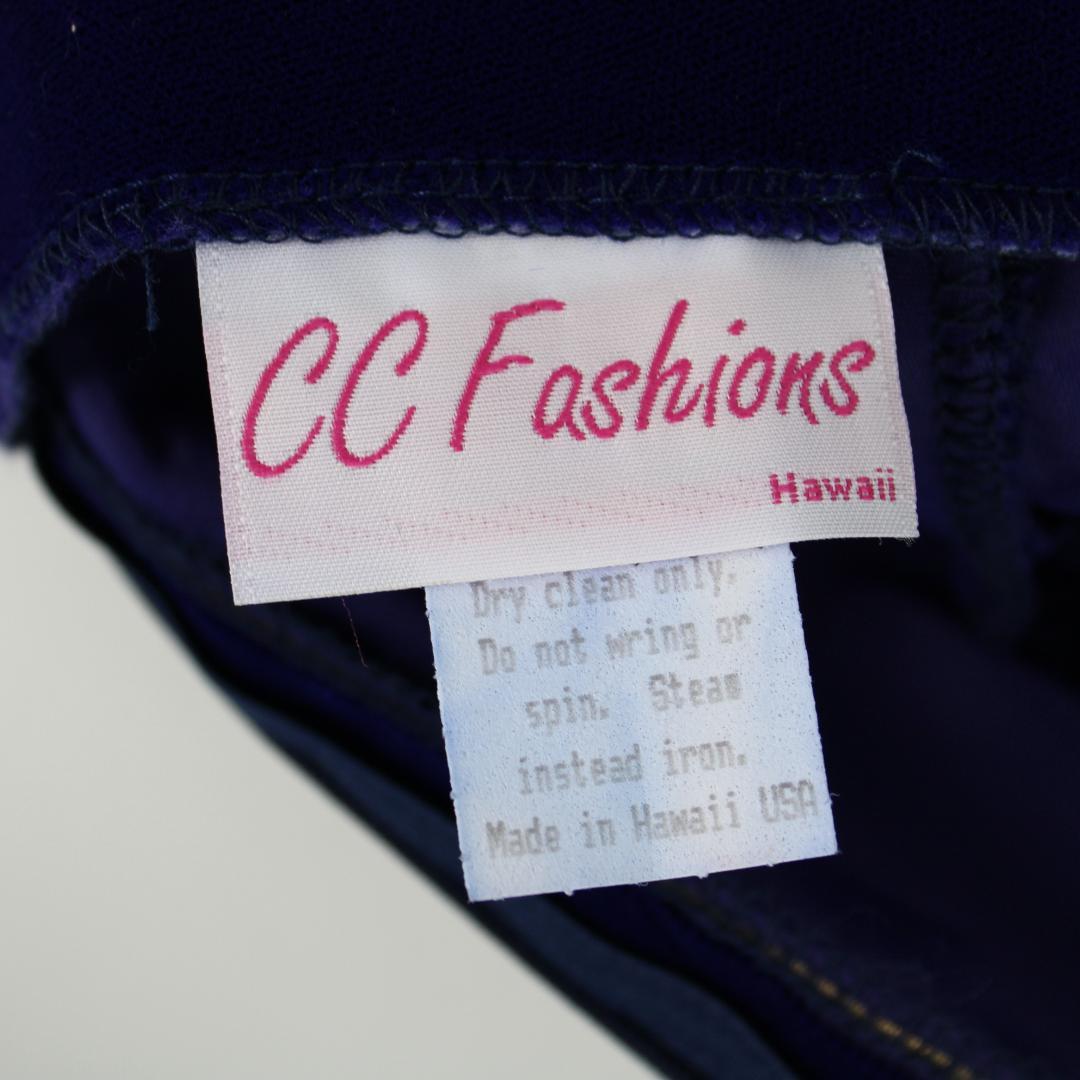 CC Fashions
Hawaii
Dry clean only.
Do not wring or
spin. Steam
instead iron.
Made in Hawaii USA